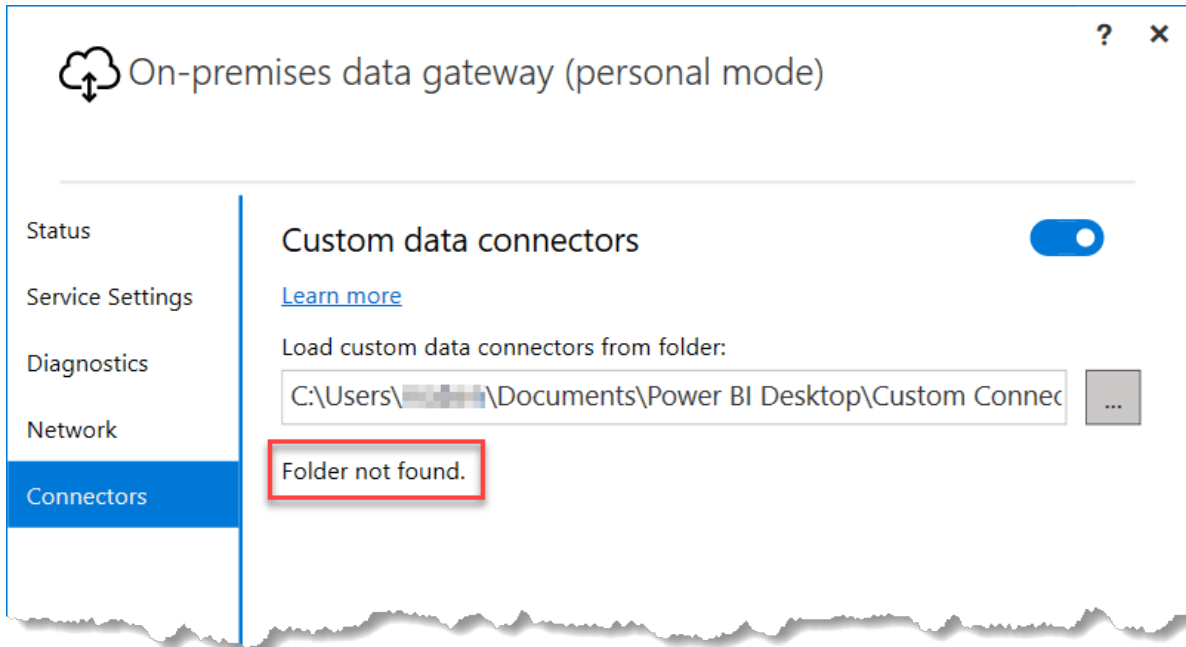 ? ×
On-premises data gateway (personal mode)
Status
Service Settings
Diagnostics
Network
Connectors
Custom data connectors
Learn more
Load custom data connectors from folder:
C:\Users\ \Documents\Power BI Desktop\Custom Connec
...
Folder not found.